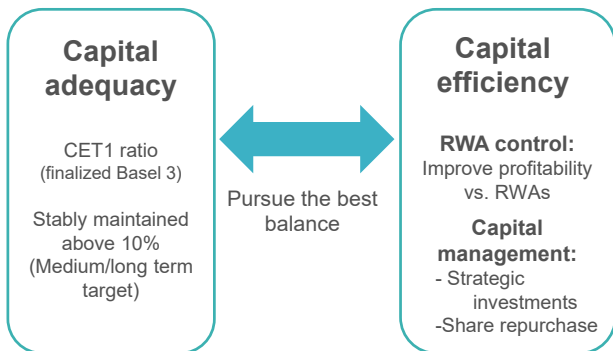 Capital
adequacy
CET1 ratio
(finalized Basel 3)
Stably maintained
above 10%
(Medium/long term
target)
Pursue the best
balance
Capital
efficiency
RWA control:
Improve profitability
vs. RWAs
Capital
management:
- Strategic
investments
-Share repurchase